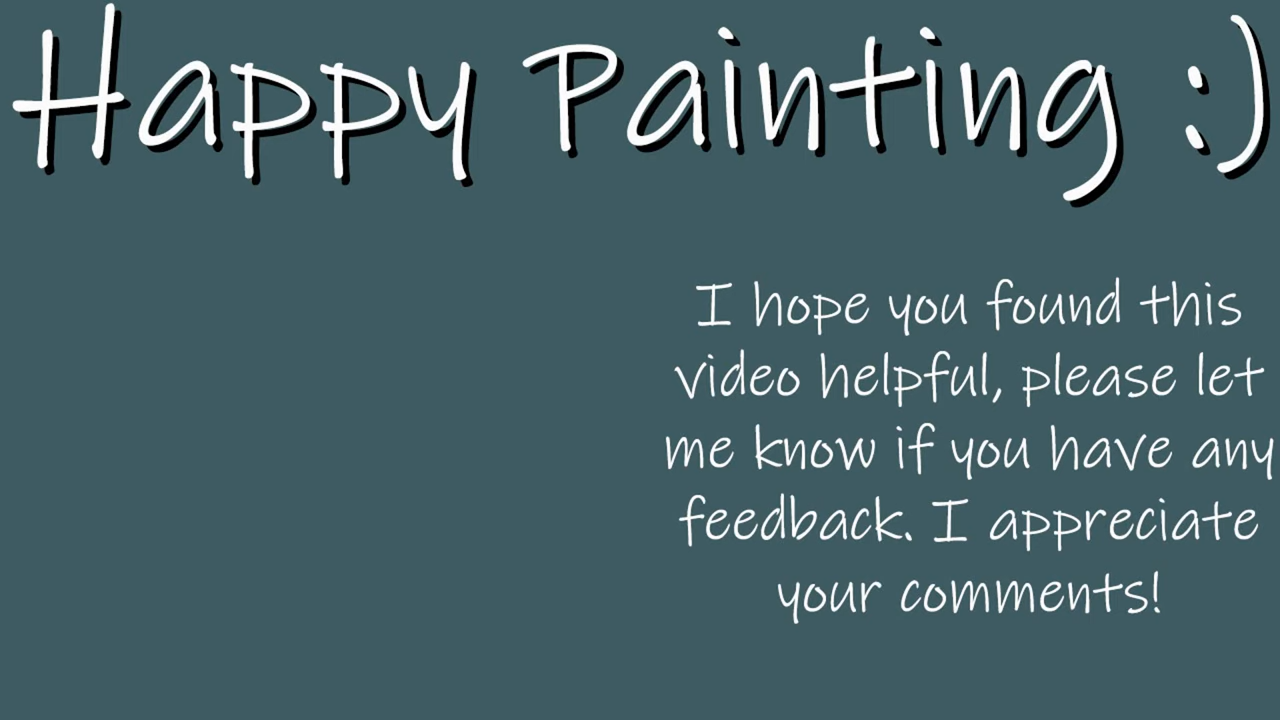 Happy Painting :)
I hope you found this
video helpful, please let
me know if you have any
feedback. I appreciate
your comments!